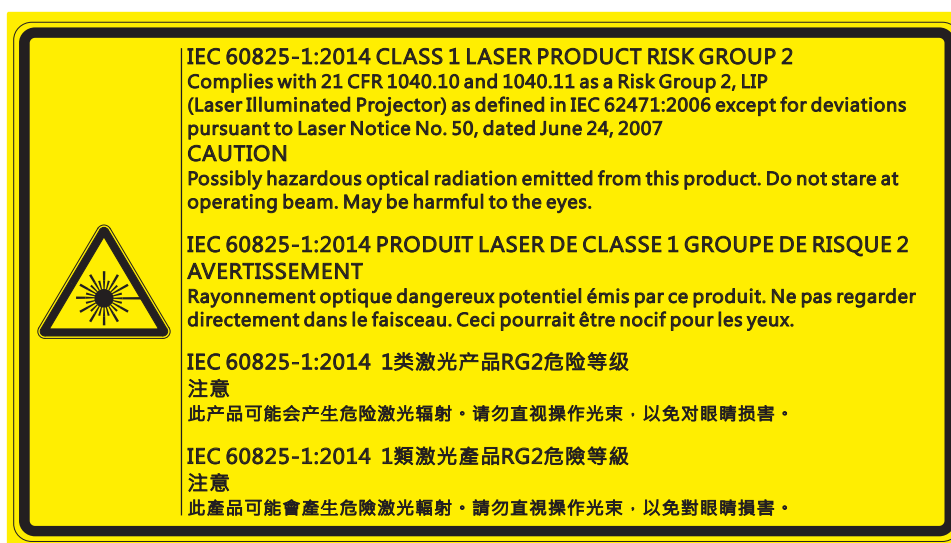 IEC 60825-1:2014 CLASS 1 LASER PRODUCT RISK GROUP 2
Complies with 21 CFR 1040.10 and 1040.11 as a Risk Group 2, LIP
(Laser Illuminated Projector) as defined in IEC 62471:2006 except for deviations
pursuant to Laser Notice No. 50, dated June 24, 2007
CAUTION
Possibly hazardous optical radiation emitted from this product. Do not stare at
operating beam. May be harmful to the eyes.
IEC 60825-1:2014 PRODUIT LASER DE CLASSE 1 GROUPE DE RISQUE 2
AVERTISSEMENT
Rayonnement optique dangereux potentiel émis par ce produit. Ne pas regarder
directement dans le faisceau. Ceci pourrait être nocif pour les yeux.
IEC 60825-1:2014 1类激光产品RG2危险等级
注意
此产品可能会产生危险激光辐射。请勿直视操作光束,以免对眼睛损害。
IEC 60825-1:2014 1類激光產品RG2危險等級
注意
此產品可能會產生危險激光輻射。請勿直視操作光束,以免對眼睛損害。